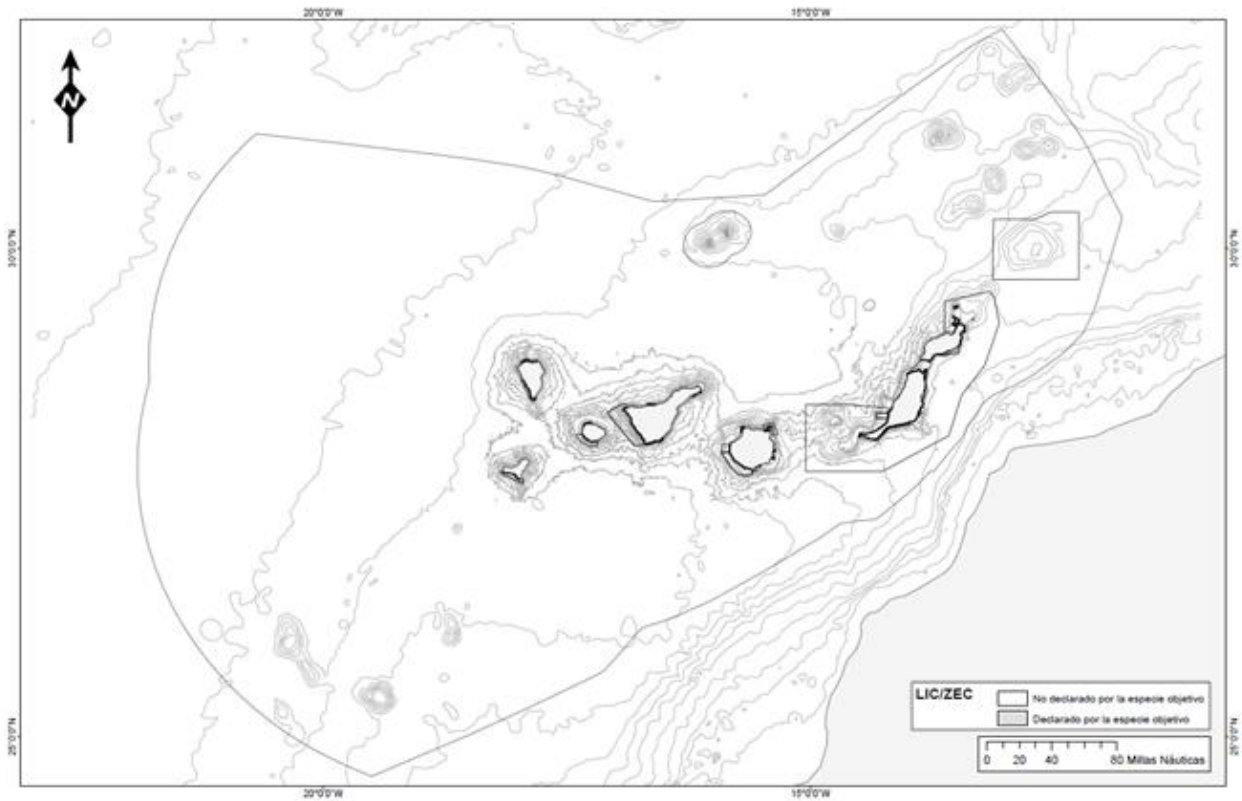 20°0'0"W 15°0'0"W
N
30°0'0"N 30°0'0"N
LIC/ZEC
No declarado por la especie objetivo
Declarado por la especie objetivo
25°0'0"N 25°0'0"N
0 20 40 80 Millas Náuticas
20°0'0"W 15°0'0"W